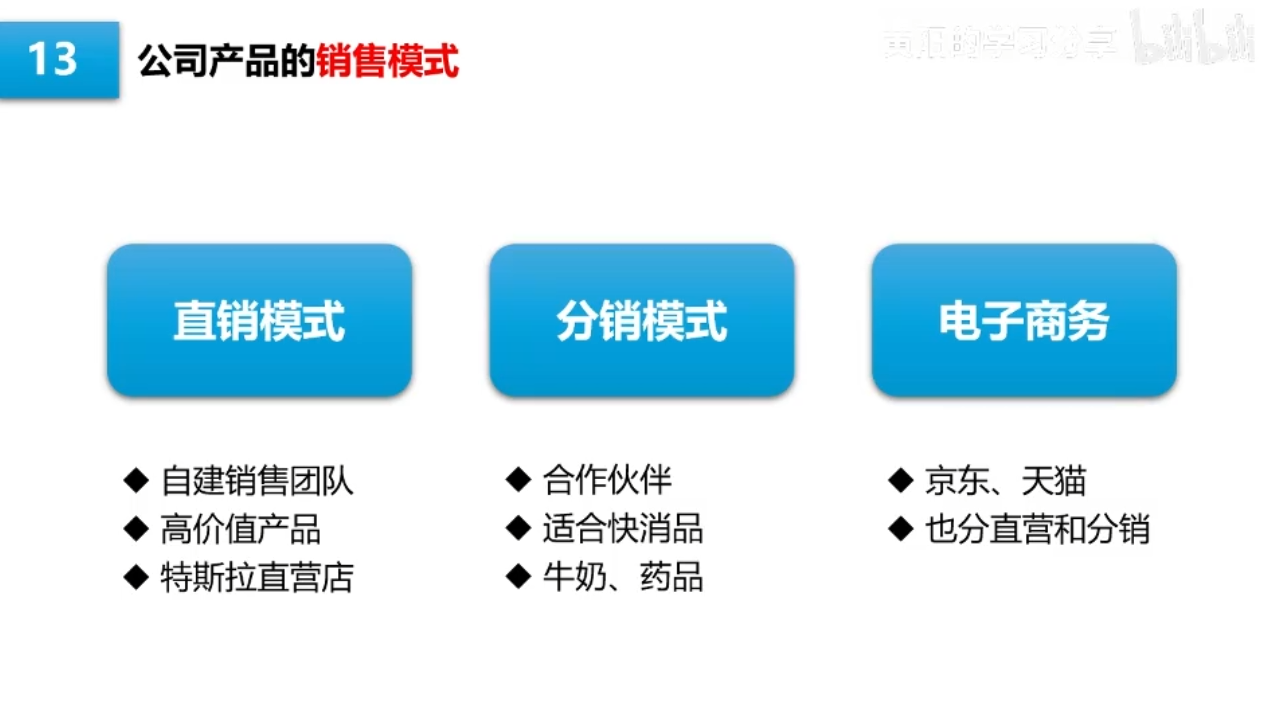 13
公司产品的销售模式
bilibili
直销模式
分销模式
电子商务
◆ 自建销售团队
◆ 高价值产品
◆ 特斯拉直营店
◆ 合作伙伴
◆ 适合快消品
◆ 牛奶、药品
◆ 京东、天猫
◆ 也分直营和分销